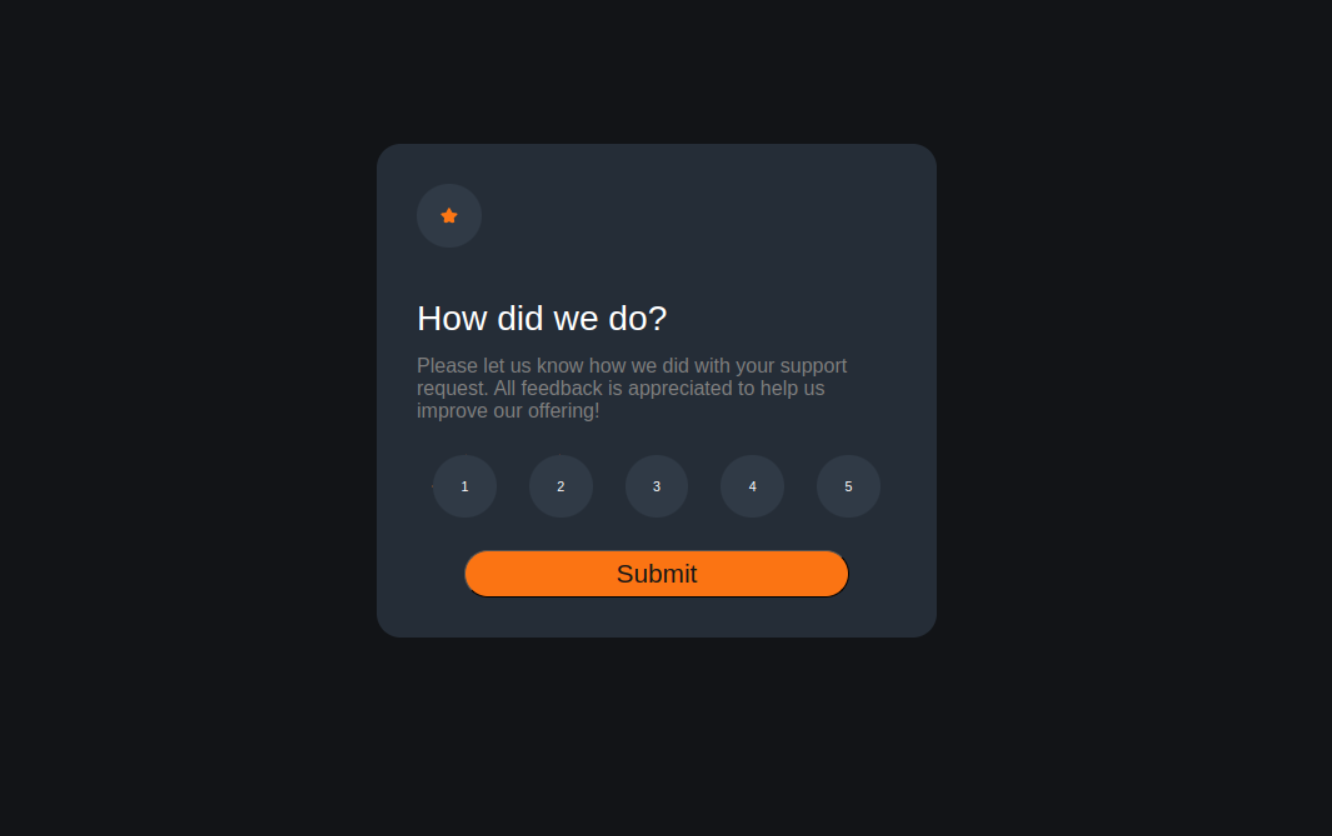 How did we do?
Please let us know how we did with your support
request. All feedback is appreciated to help us
improve our offering!
1 2 3 4 5
Submit